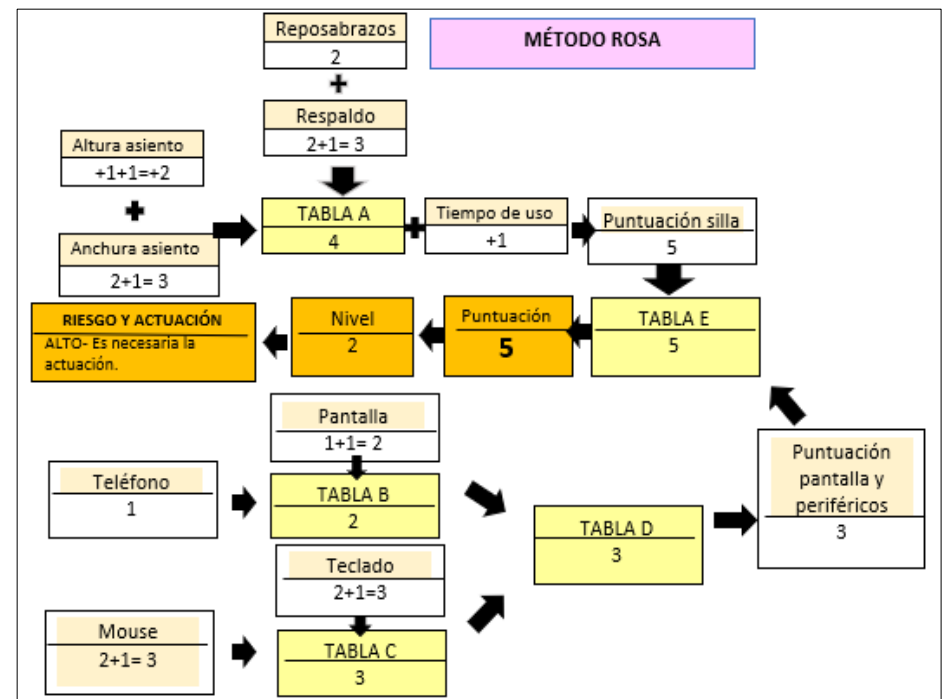 MÉTODO ROSA
Reposabrazos
2
Respaldo
2+1= 3
Altura asiento
+1+1=+2
Anchura asiento
2+1= 3
TABLA A
4
Tiempo de uso
+1
Puntuación silla
5
TABLA E
5
Puntuación
5
Nivel
2
RIESGO Y ACTUACIÓN
ALTO- Es necesaria la
actuación.
Pantalla
1+1= 2
Teléfono
1
TABLA B
2
Teclado
2+1=3
Mouse
2+1= 3
TABLA C
3
TABLA D
3
Puntuación
pantalla y
periféricos
3